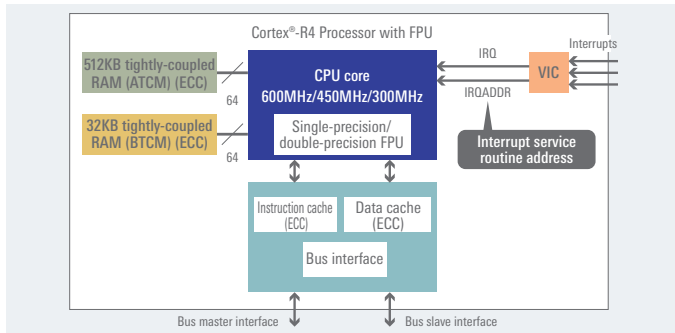 Cortex®-R4 Processor with FPU
512KB tightly-coupled
RAM (ATCM) (ECC)
64
32KB tightly-coupled
RAM (BTCM) (ECC)
64
CPU core
600MHz/450MHz/300MHz
Single-precision/
double-precision FPU
IRQ
IRQADDR
VIC
Interrupts
Interrupt service
routine address
Instruction cache
(ECC)
Data cache
(ECC)
Bus interface
Bus master interface
Bus slave interface